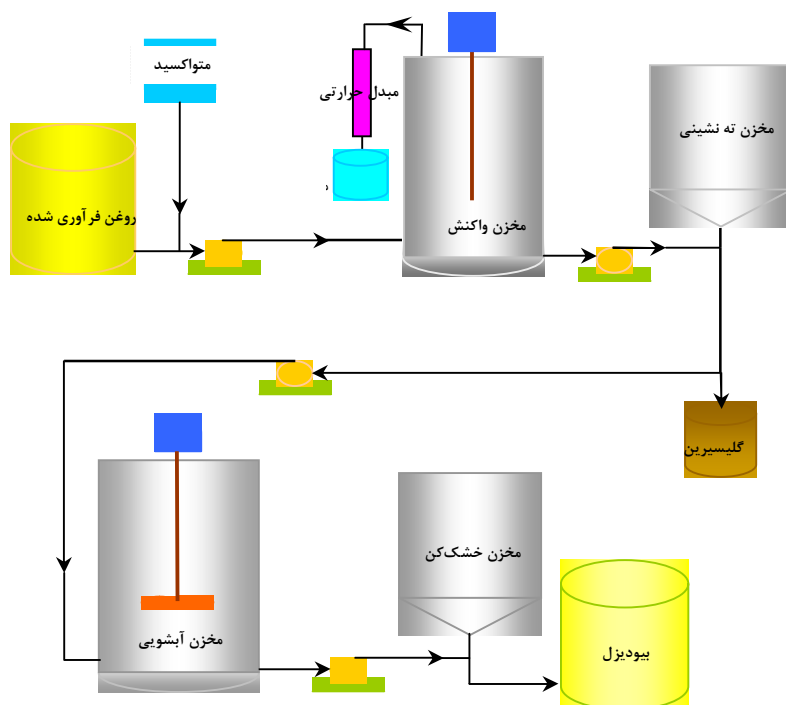 متواکسید
مبدل حرارتی
مخزن ته نشینی
روغن فرآوری شده
مخزن واکنش
گلیسیرین
مخزن آبشویی
مخزن خشک‌کن
بیودیزل